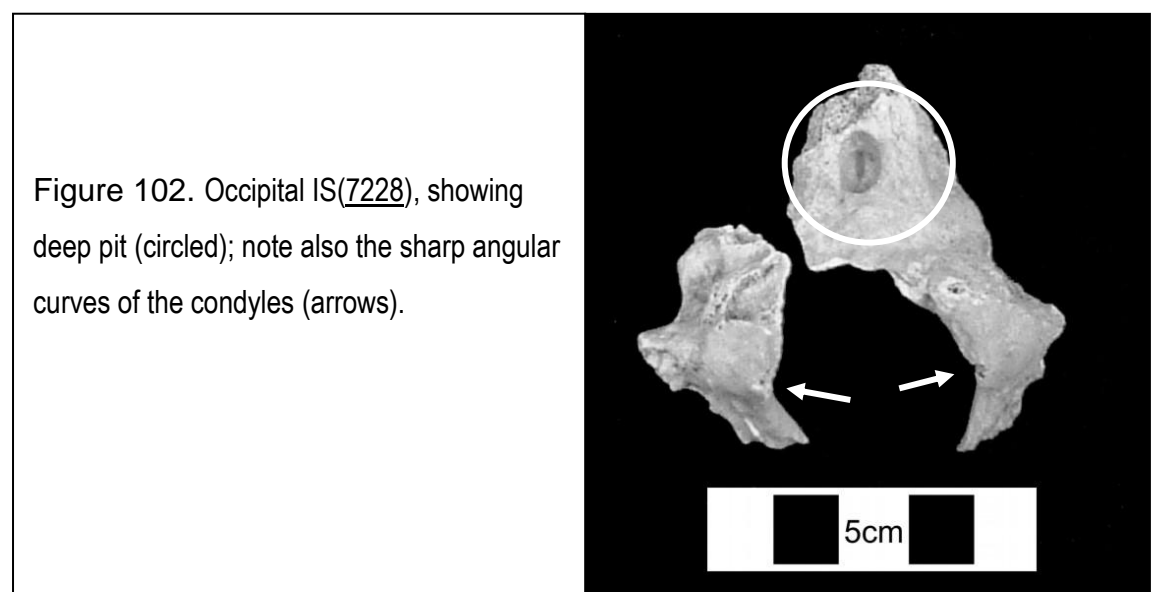 Figure 102. Occipital IS(7228), showing
deep pit (circled); note also the sharp angular
curves of the condyles (arrows).
5cm